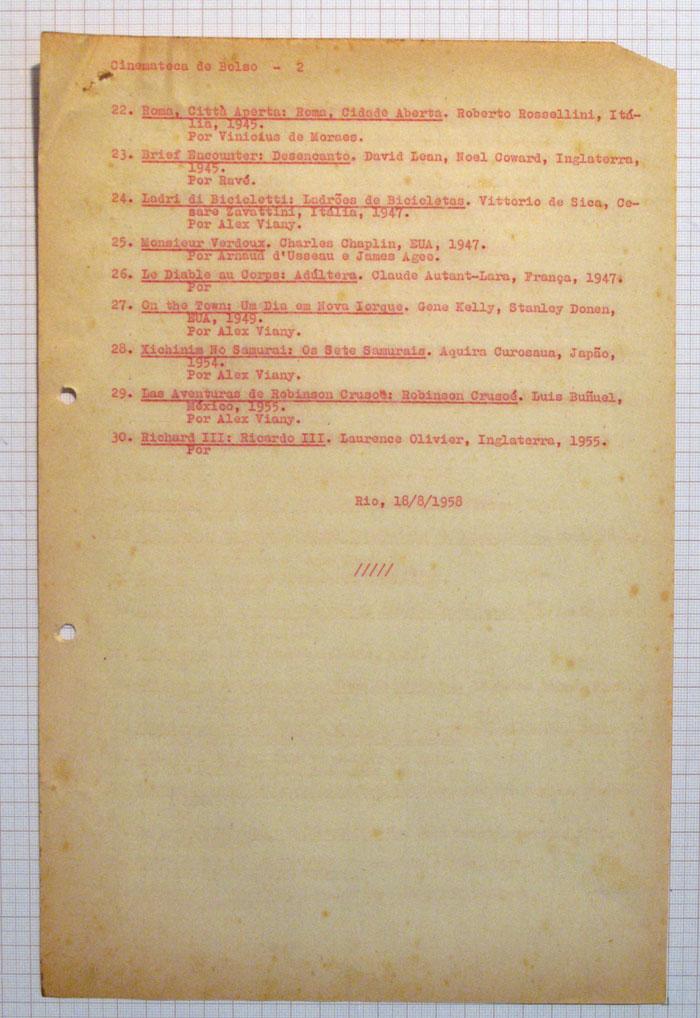 Cinemateca de Bolso - 2
22. Roma, Città Aperta: Roma, Cidade Aberta. Roberto Rossellini, Itá-
lia, 1945.
Por Vinicius de Moraes.
23. Brief Encounter: Desencanto. David Lean, Noel Coward, Inglaterra,
1945.
Por Ravé.
24. Ladri di Bicicletti: Ladrões de Bicicletas. Vittorio de Sica, Ce-
sare Zavattini, Itália, 1947.
Por Alex Viany.
25. Monsieur Verdoux. Charles Chaplin, EUA, 1947.
Por Arnaud d'Usseau e James Agee.
26. Le Diable au Corps: Adúltera. Claude Autant-Lara, França, 1947.
Por
27. On the Town: Um Dia em Nova Iorque. Gene Kelly, Stanley Donen,
EUA, 1949.
Por Alex Viany.
28. Xichinim No Samurai: Os Sete Samurais. Aquira Curosaua, Japão,
1954.
Por Alex Viany.
29. Las Aventuras de Robinson Crusoe: Robinson Crusoé. Luis Buñuel,
México, 1955.
Por Alex Viany.
30. Richard III: Ricardo III. Laurence Olivier, Inglaterra, 1955.
Por
Rio, 18/8/1958
/////